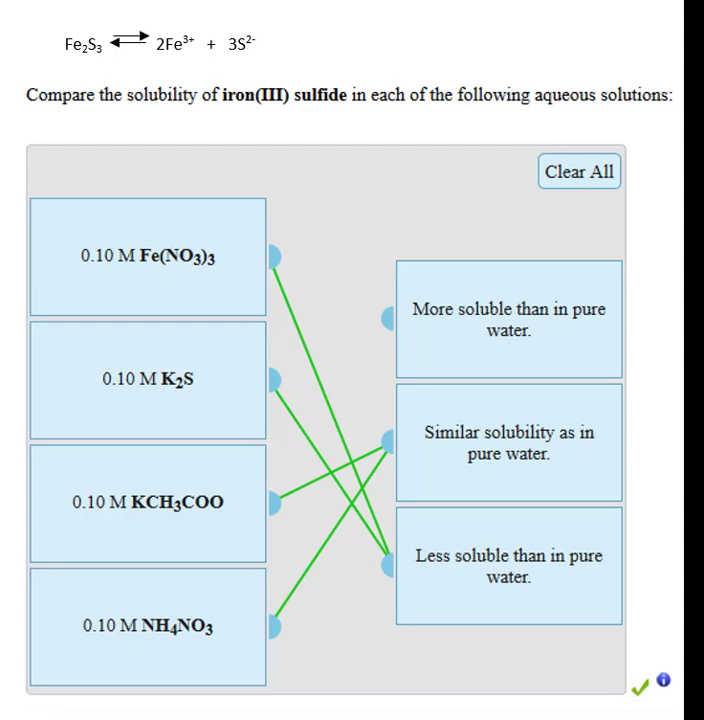 Fe₂S₃ ⇄ 2Fe³⁺ + 3S²⁻
Compare the solubility of iron(III) sulfide in each of the following aqueous solutions:
Clear All
0.10 M Fe(NO₃)₃
More soluble than in pure
water.
0.10 M K₂S
Similar solubility as in
pure water.
0.10 M KCH₃COO
Less soluble than in pure
water.
0.10 M NH₄NO₃
i